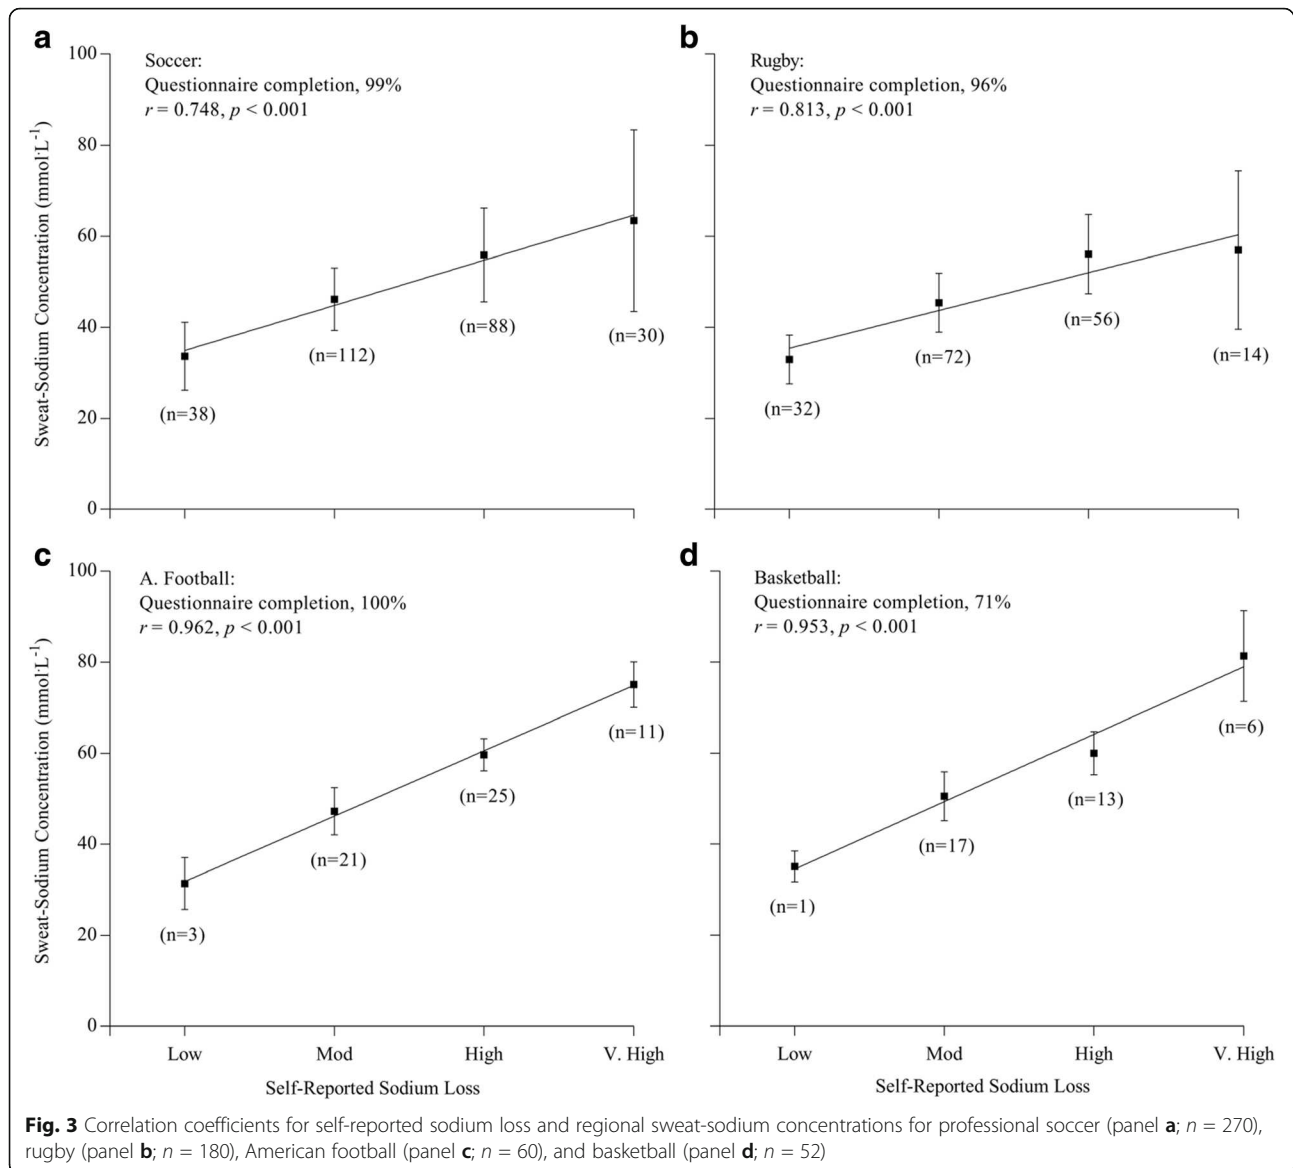 a
100
80
60
40
20
0
Sweat-Sodium Concentration (mmol·L⁻¹)
Soccer:
Questionnaire completion, 99%
r = 0.748, p < 0.001
(n=38)
(n=112)
(n=88)
(n=30)
b
Rugby:
Questionnaire completion, 96%
r = 0.813, p < 0.001
(n=32)
(n=72)
(n=56)
(n=14)
c
100
80
60
40
20
0
Sweat-Sodium Concentration (mmol·L⁻¹)
A. Football:
Questionnaire completion, 100%
r = 0.962, p < 0.001
(n=3)
(n=21)
(n=25)
(n=11)
Low Mod High V. High
Self-Reported Sodium Loss
d
Basketball:
Questionnaire completion, 71%
r = 0.953, p < 0.001
(n=1)
(n=17)
(n=13)
(n=6)
Low Mod High V. High
Self-Reported Sodium Loss
Fig. 3 Correlation coefficients for self-reported sodium loss and regional sweat-sodium concentrations for professional soccer (panel a; n = 270),
rugby (panel b; n = 180), American football (panel c; n = 60), and basketball (panel d; n = 52)